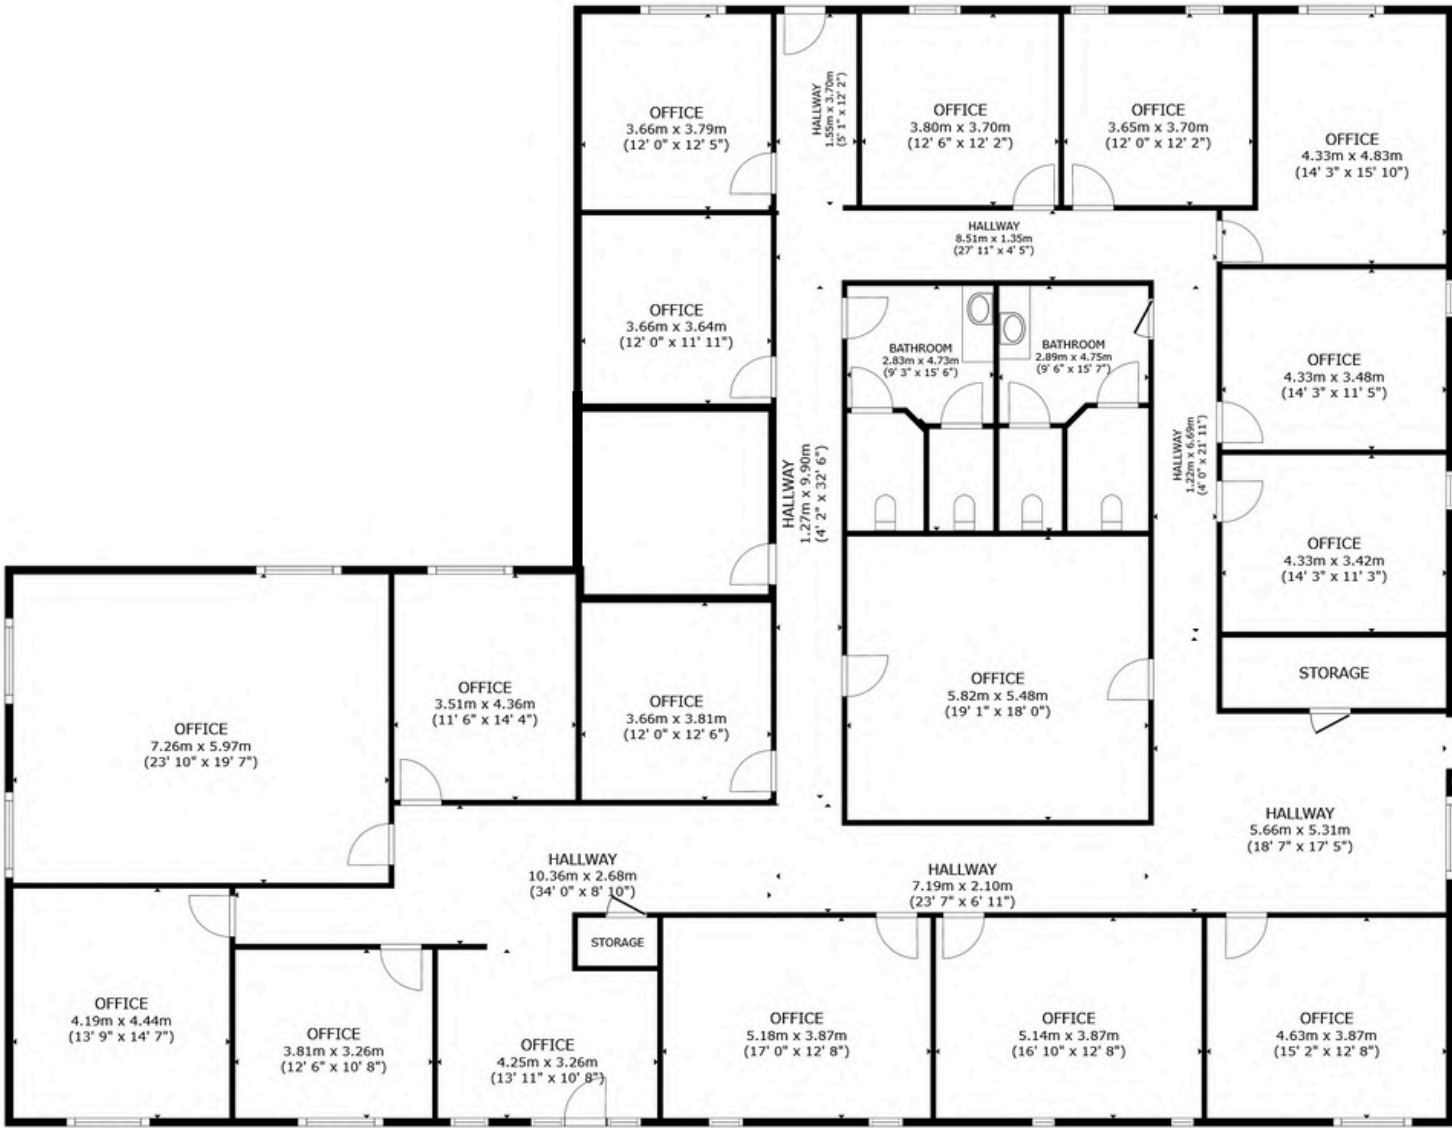 OFFICE
3.66m x 3.79m
(12' 0" x 12' 5")
HALLWAY
1.55m x 3.70m
(5' 1" x 12' 2")
OFFICE
3.80m x 3.70m
(12' 6" x 12' 2")
OFFICE
3.65m x 3.70m
(12' 0" x 12' 2")
OFFICE
4.33m x 4.83m
(14' 3" x 15' 10")
HALLWAY
8.51m x 1.35m
(27' 11" x 4' 5")
OFFICE
3.66m x 3.64m
(12' 0" x 11' 11")
BATHROOM
2.83m x 4.73m
(9' 3" x 15' 6")
BATHROOM
2.89m x 4.75m
(9' 6" x 15' 7")
OFFICE
4.33m x 3.48m
(14' 3" x 11' 5")
HALLWAY
1.27m x 9.90m
(4' 2" x 32' 6")
HALLWAY
1.22m x 6.69m
(4' 0" x 21' 11")
OFFICE
4.33m x 3.42m
(14' 3" x 11' 3")
STORAGE
OFFICE
7.26m x 5.97m
(23' 10" x 19' 7")
OFFICE
3.51m x 4.36m
(11' 6" x 14' 4")
OFFICE
3.66m x 3.81m
(12' 0" x 12' 6")
OFFICE
5.82m x 5.48m
(19' 1" x 18' 0")
HALLWAY
5.66m x 5.31m
(18' 7" x 17' 5")
HALLWAY
10.36m x 2.68m
(34' 0" x 8' 10")
HALLWAY
7.19m x 2.10m
(23' 7" x 6' 11")
STORAGE
OFFICE
4.19m x 4.44m
(13' 9" x 14' 7")
OFFICE
3.81m x 3.26m
(12' 6" x 10' 8")
OFFICE
4.25m x 3.26m
(13' 11" x 10' 8")
OFFICE
5.18m x 3.87m
(17' 0" x 12' 8")
OFFICE
5.14m x 3.87m
(16' 10" x 12' 8")
OFFICE
4.63m x 3.87m
(15' 2" x 12' 8")